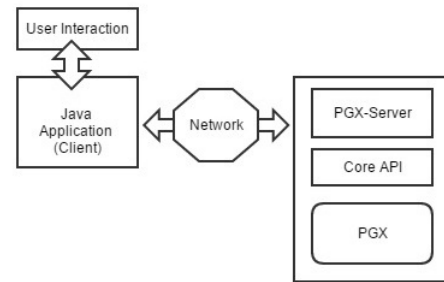 User Interaction
Java
Application
(Client)
Network
PGX-Server
Core API
PGX